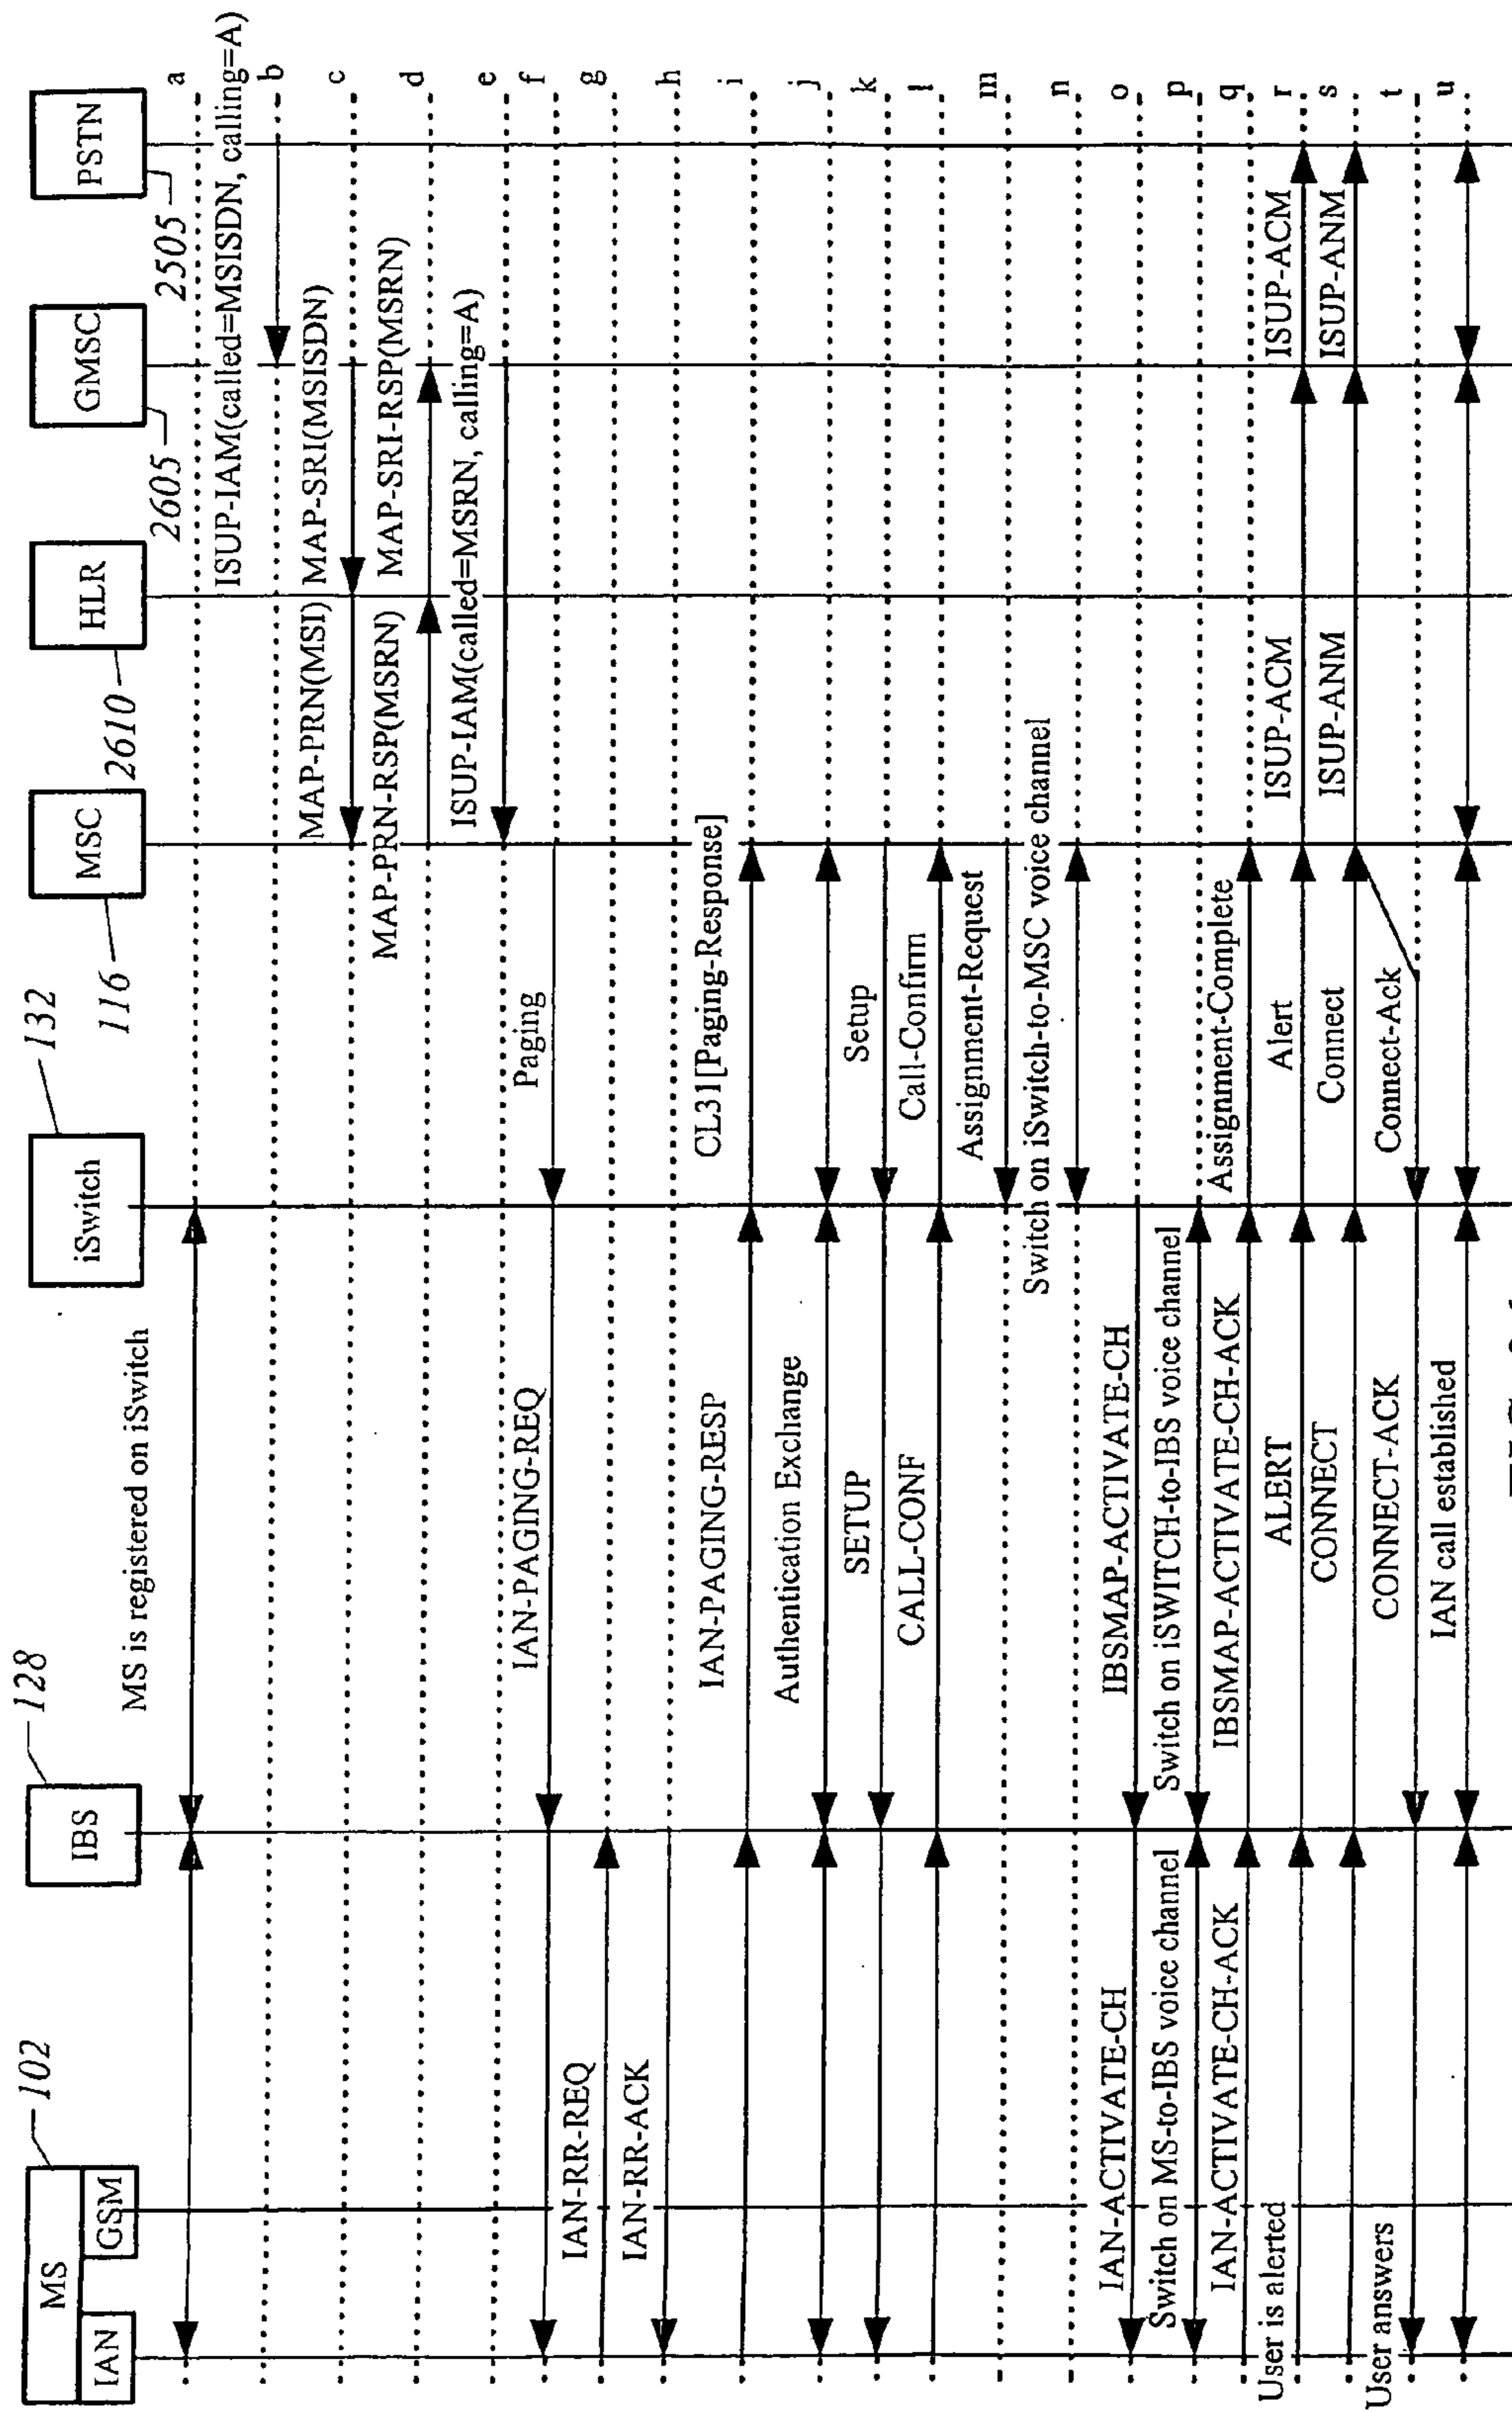 MS
IAN
GSM
102
IBS
128
iSwitch
132
MSC
116
HLR
2610
GMSC
2605
PSTN
2505
MS is registered on iSwitch
a
ISUP-IAM(called=MSISDN, calling=A)
b
MAP-PRN(MSI)
MAP-SRI(MSISDN)
c
MAP-PRN-RSP(MSRN)
MAP-SRI-RSP(MSRN)
d
ISUP-IAM(called=MSRN, calling=A)
e
IAN-PAGING-REQ
Paging
f
IAN-RR-REQ
g
IAN-RR-ACK
h
IAN-PAGING-RESP
CL31[Paging-Response]
i
Authentication Exchange
j
SETUP
Setup
k
CALL-CONF
Call-Confirm
l
Assignment-Request
m
Switch on iSwitch-to-MSC voice channel
n
IAN-ACTIVATE-CH
IBSMAP-ACTIVATE-CH
o
Switch on MS-to-IBS voice channel
Switch on iSWITCH-to-IBS voice channel
p
IAN-ACTIVATE-CH-ACK
IBSMAP-ACTIVATE-CH-ACK
Assignment-Complete
q
User is alerted
ALERT
Alert
ISUP-ACM
ISUP-ACM
r
CONNECT
Connect
ISUP-ANM
ISUP-ANM
s
User answers
CONNECT-ACK
Connect-Ack
t
IAN call established
u